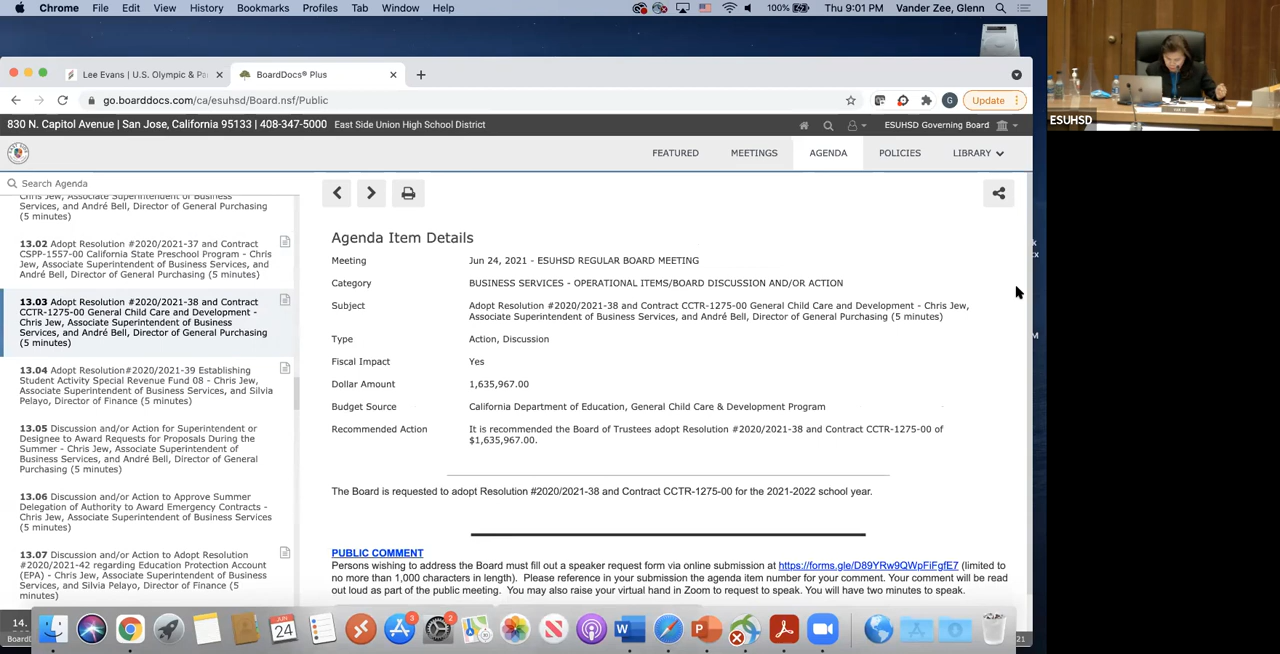 Chrome File Edit View History Bookmarks Profiles Tab Window Help 100% Thu 9:01 PM Vander Zee, Glenn
Lee Evans | U.S. Olympic & Pa
BoardDocs® Plus
go.boarddocs.com/ca/esuhsd/Board.nsf/Public
G
Update
830 N. Capitol Avenue | San Jose, California 95133 | 408-347-5000 East Side Union High School District
ESUHSD Governing Board
FEATURED MEETINGS AGENDA POLICIES LIBRARY
Search Agenda
Chris Jew, Associate Superintendent of Business
Services, and André Bell, Director of General Purchasing
(5 minutes)
13.02 Adopt Resolution #2020/2021-37 and Contract
CSPP-1557-00 California State Preschool Program - Chris
Jew, Associate Superintendent of Business Services, and
André Bell, Director of General Purchasing (5 minutes)
13.03 Adopt Resolution #2020/2021-38 and Contract
CCTR-1275-00 General Child Care and Development -
Chris Jew, Associate Superintendent of Business
Services, and André Bell, Director of General Purchasing
(5 minutes)
13.04 Adopt Resolution#2020/2021-39 Establishing
Student Activity Special Revenue Fund 08 - Chris Jew,
Associate Superintendent of Business Services, and Silvia
Pelayo, Director of Finance (5 minutes)
13.05 Discussion and/or Action for Superintendent or
Designee to Award Requests for Proposals During the
Summer - Chris Jew, Associate Superintendent of
Business Services, and André Bell, Director of General
Purchasing (5 minutes)
13.06 Discussion and/or Action to Approve Summer
Delegation of Authority to Award Emergency Contracts -
Chris Jew, Associate Superintendent of Business Services
(5 minutes)
13.07 Discussion and/or Action to Adopt Resolution
#2020/2021-42 regarding Education Protection Account
(EPA) - Chris Jew, Associate Superintendent of Business
Services, and Silvia Pelayo, Director of Finance (5
minutes)
14.
Agenda Item Details
Meeting Jun 24, 2021 - ESUHSD REGULAR BOARD MEETING
Category BUSINESS SERVICES - OPERATIONAL ITEMS/BOARD DISCUSSION AND/OR ACTION
Subject Adopt Resolution #2020/2021-38 and Contract CCTR-1275-00 General Child Care and Development - Chris Jew,
Associate Superintendent of Business Services, and André Bell, Director of General Purchasing (5 minutes)
Type Action, Discussion
Fiscal Impact Yes
Dollar Amount 1,635,967.00
Budget Source California Department of Education, General Child Care & Development Program
Recommended Action It is recommended the Board of Trustees adopt Resolution #2020/2021-38 and Contract CCTR-1275-00 of
$1,635,967.00.
The Board is requested to adopt Resolution #2020/2021-38 and Contract CCTR-1275-00 for the 2021-2022 school year.
PUBLIC COMMENT
Persons wishing to address the Board must fill out a speaker request form via online submission at https://forms.gle/D89YRw9QWpFiFgfE7 (limited to
no more than 1,000 characters in length). Please reference in your submission the agenda item number for your comment. Your comment will be read
out loud as part of the public meeting. You may also raise your virtual hand in Zoom to request to speak. You will have two minutes to speak.
JUN
24
3
2
21
ESUHSD